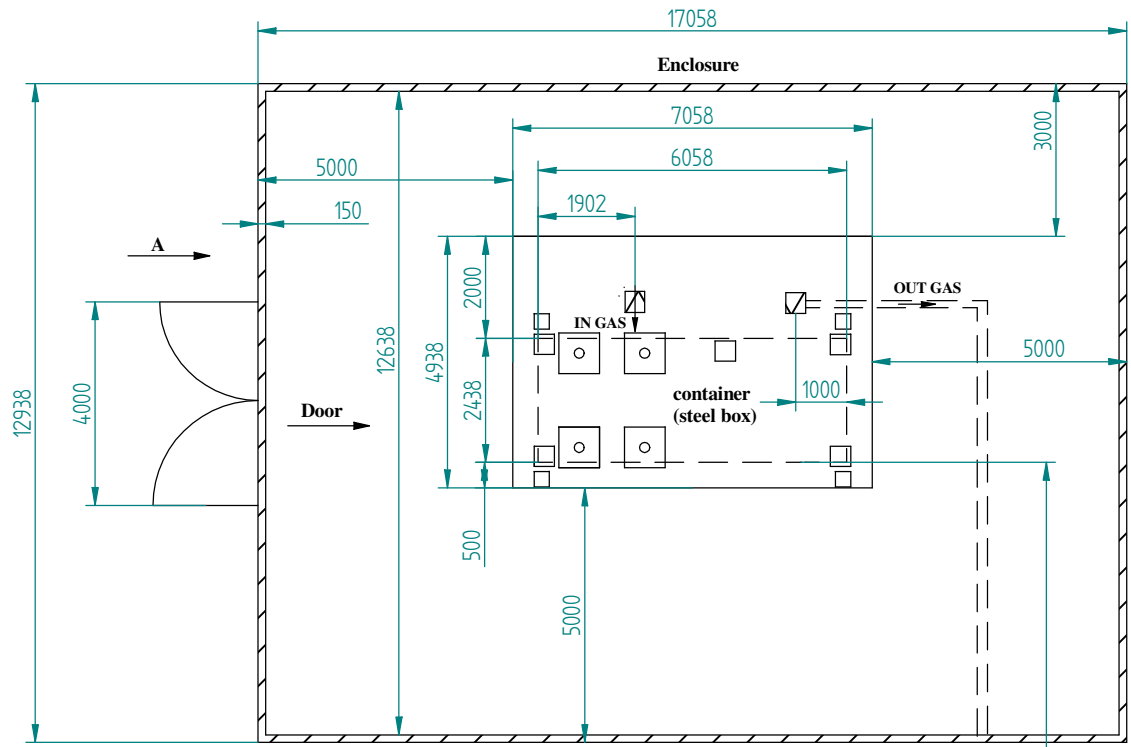 17058
Enclosure
7058
3000
6058
5000
1902
150
A
OUT GAS
2000
IN GAS
5000
12638
4938
container
(steel box)
1000
4000
12938
Door
2438
500
5000